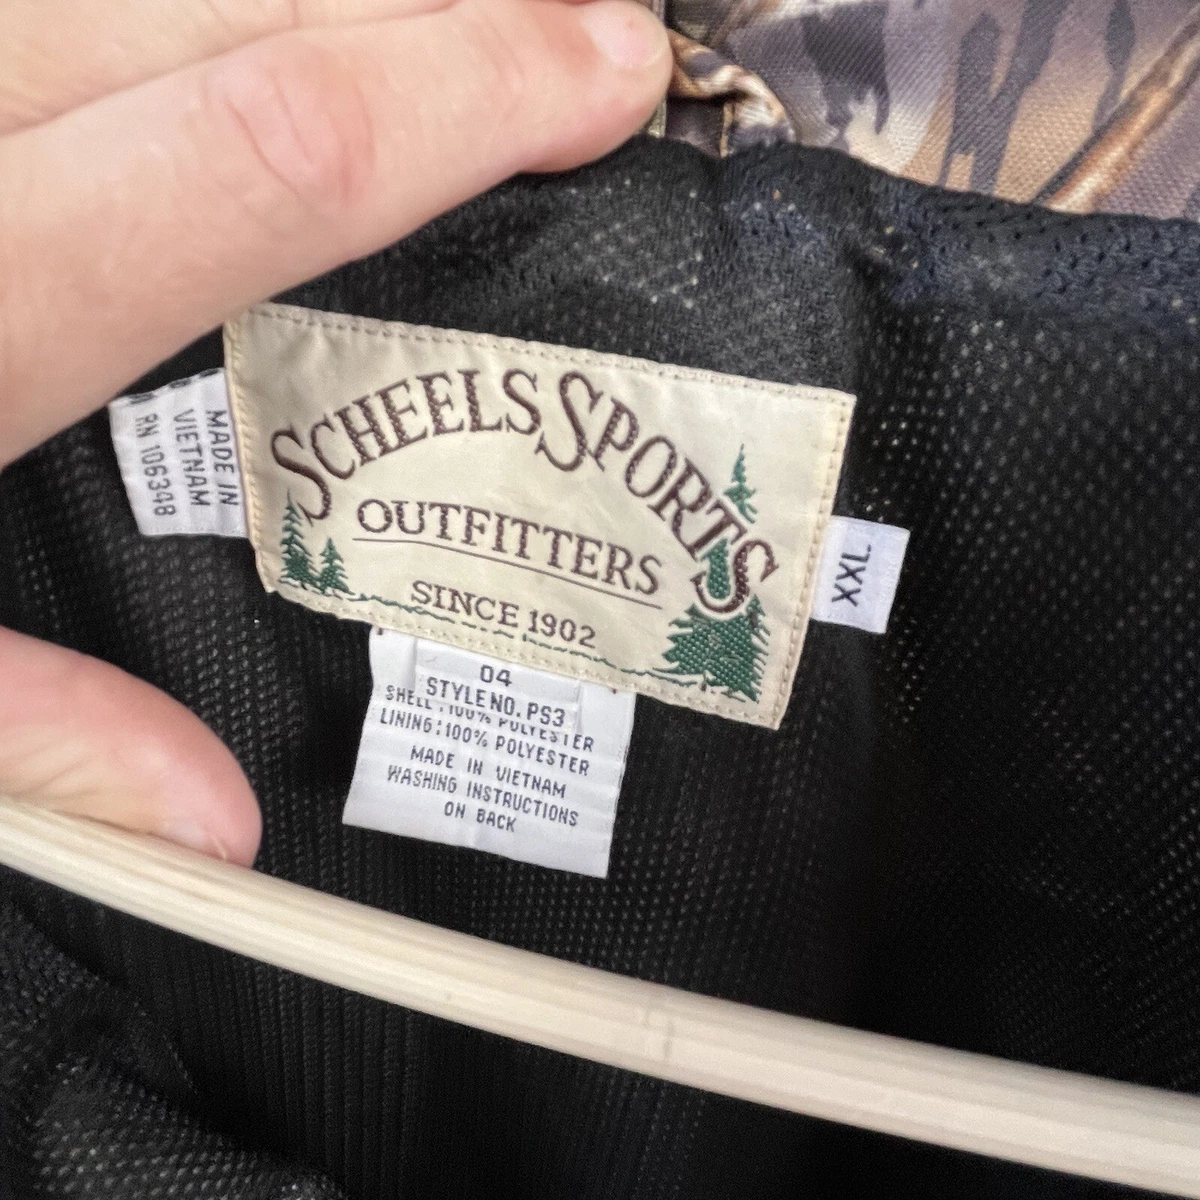 SCHEELS SPORTS
OUTFITTERS
SINCE 1902
MADE IN
VIETNAM
RN 106348
XXL
04
STYLE NO. PS3
SHELL : 100% POLYESTER
LINING : 100% POLYESTER
MADE IN VIETNAM
WASHING INSTRUCTIONS
ON BACK